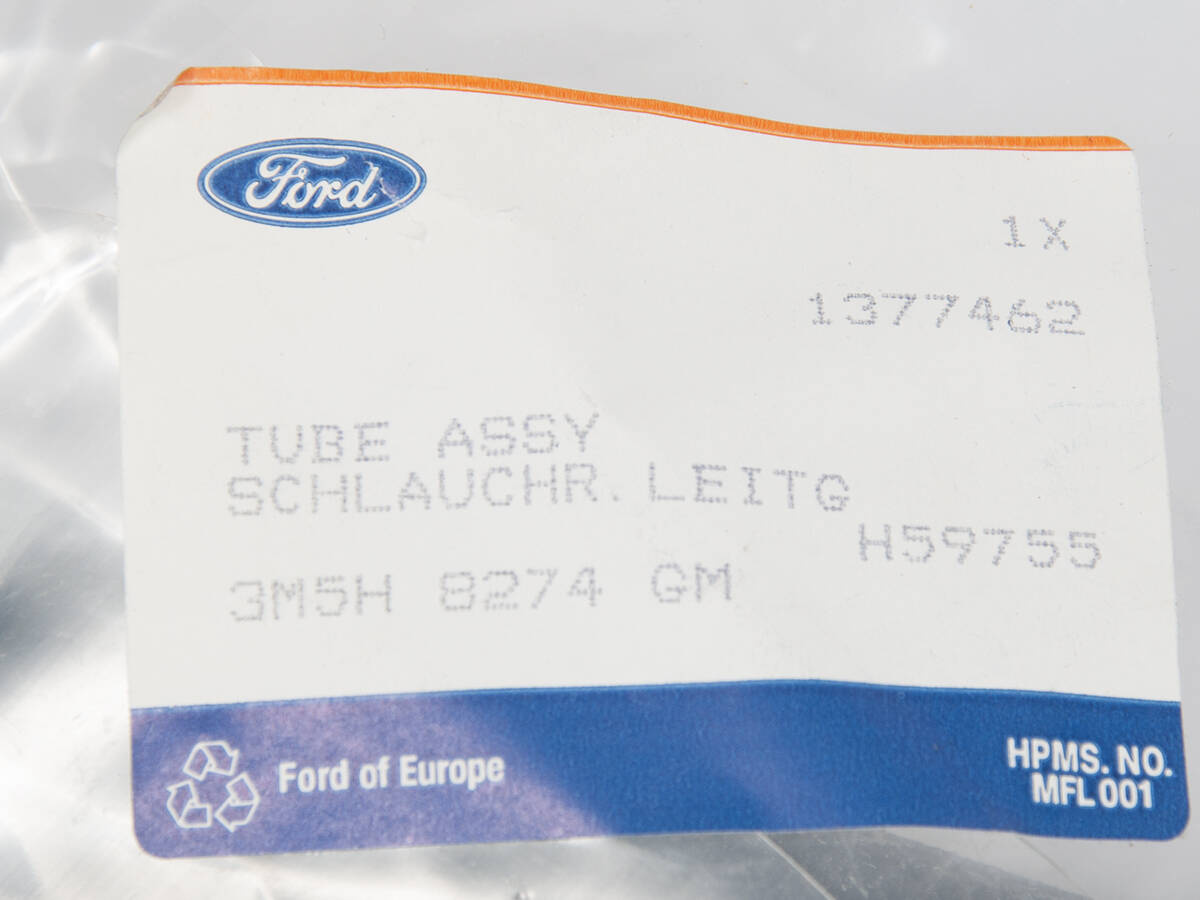 Ford
1X
1377462
TUBE ASSY
SCHLAUCHR. LEITG
H59755
3M5H 8274 GM
Ford of Europe
HPMS. NO.
MFL 001